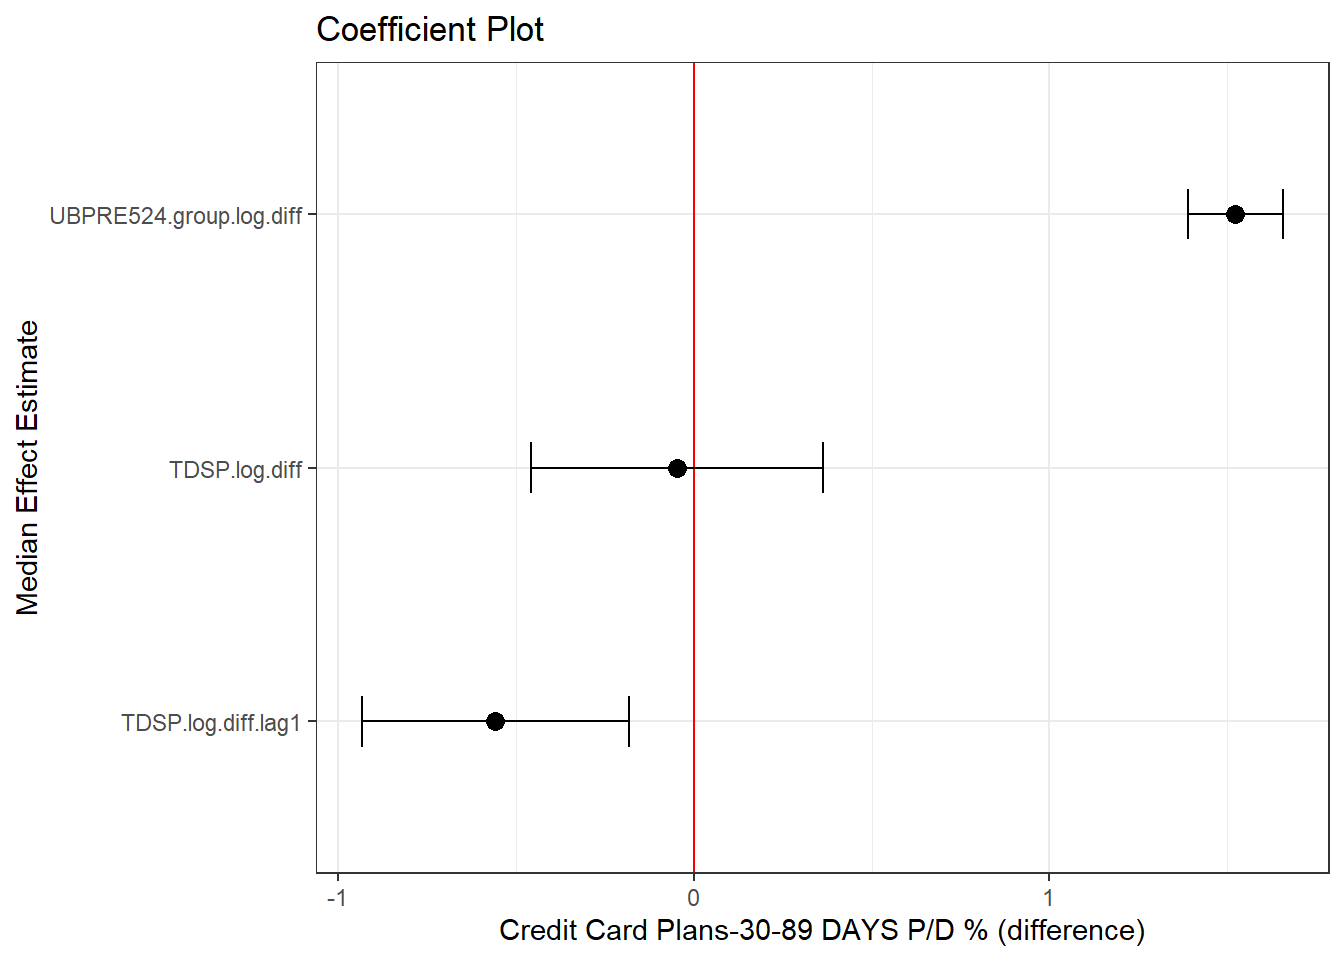 Coefficient Plot
UBPRE524.group.log.diff
TDSP.log.diff
TDSP.log.diff.lag1
Median Effect Estimate
-1
0
1
Credit Card Plans-30-89 DAYS P/D % (difference)